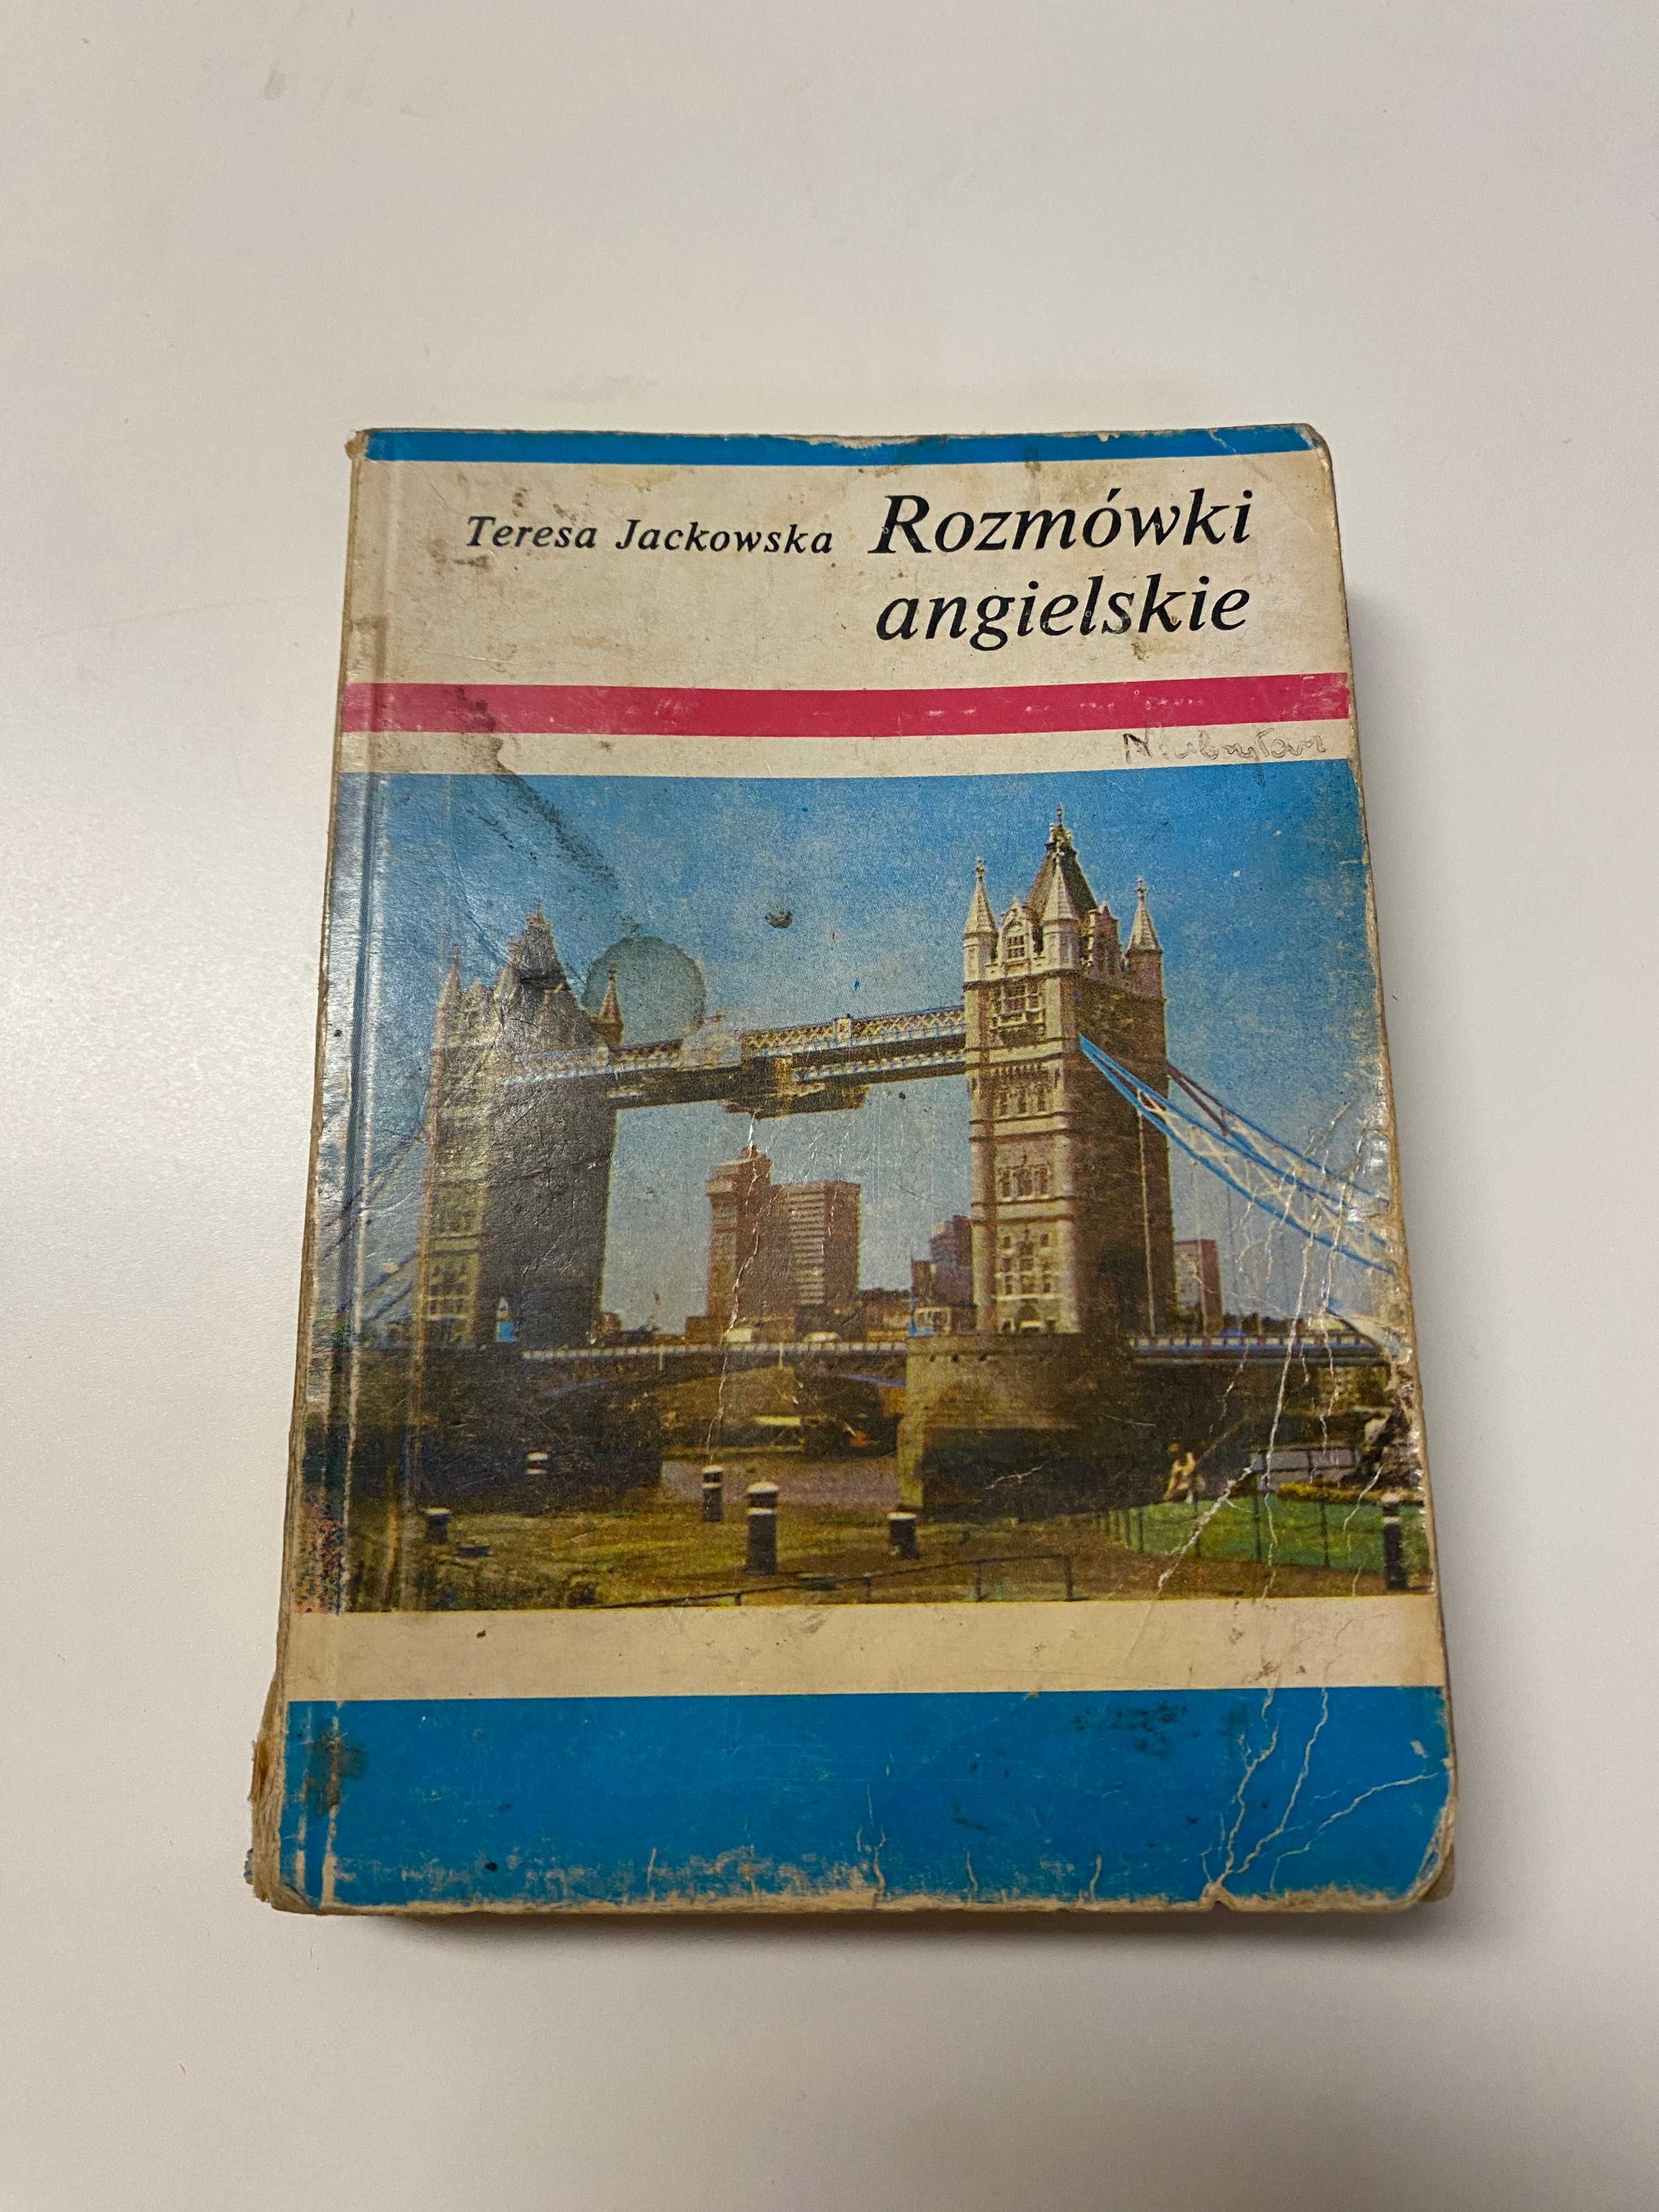 Teresa Jackowska Rozmówki
angielskie